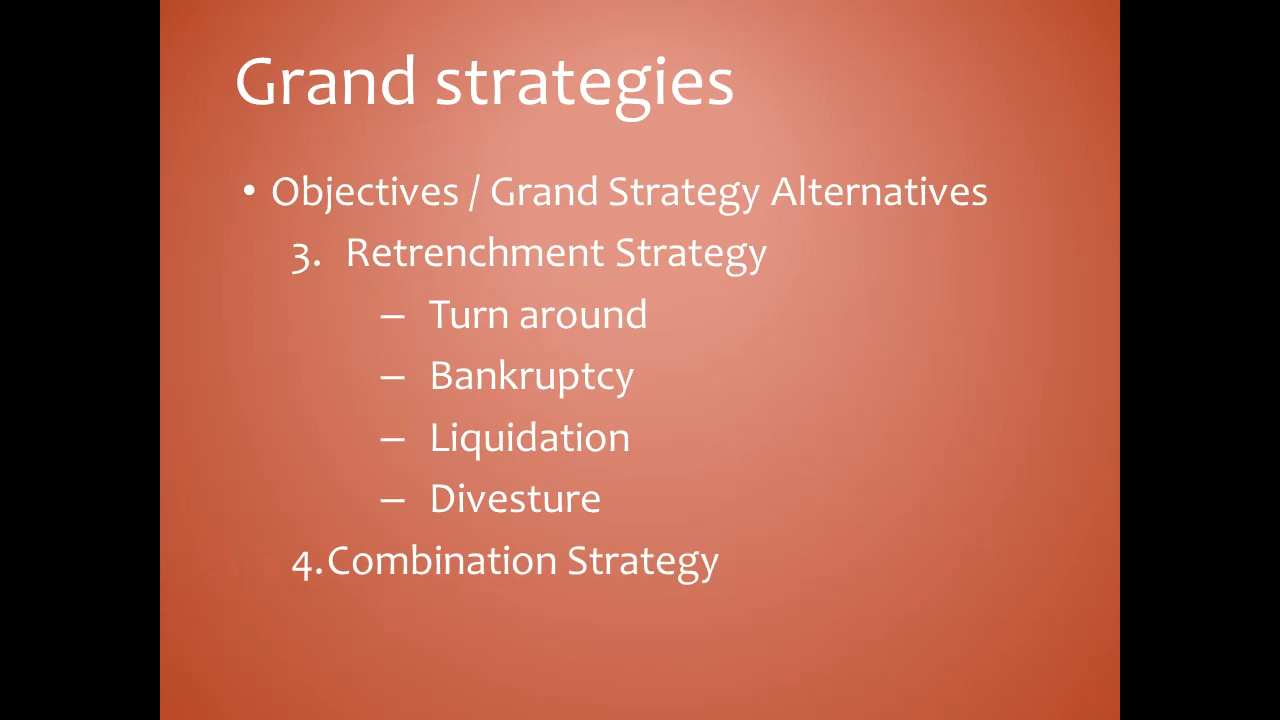 Grand strategies
• Objectives / Grand Strategy Alternatives
3. Retrenchment Strategy
– Turn around
– Bankruptcy
– Liquidation
– Divesture
4.Combination Strategy